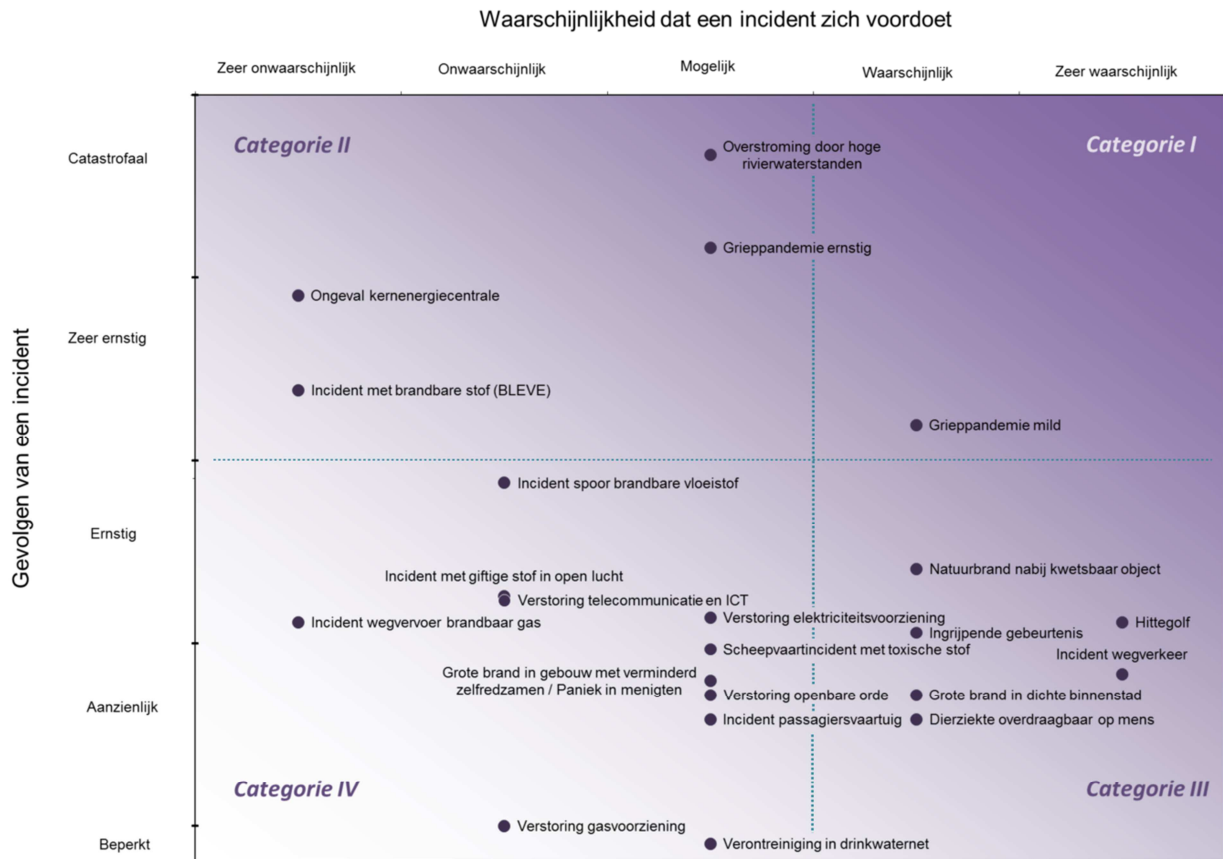 Waarschijnlijkheid dat een incident zich voordoet
Zeer onwaarschijnlijk
Onwaarschijnlijk
Mogelijk
Waarschijnlijk
Zeer waarschijnlijk
Gevolgen van een incident
Catastrofaal
Zeer ernstig
Ernstig
Aanzienlijk
Beperkt
Categorie II
Categorie I
Overstroming door hoge
rivierwaterstanden
Grieppandemie ernstig
Ongeval kernenergiecentrale
Incident met brandbare stof (BLEVE)
Grieppandemie mild
Incident spoor brandbare vloeistof
Natuurbrand nabij kwetsbaar object
Incident met giftige stof in open lucht
Verstoring telecommunicatie en ICT
Incident wegvervoer brandbaar gas
Verstoring elektriciteitsvoorziening
Ingrijpende gebeurtenis
Hittegolf
Scheepvaartincident met toxische stof
Incident wegverkeer
Grote brand in gebouw met verminderd
zelfredzamen / Paniek in menigten
Verstoring openbare orde
Grote brand in dichte binnenstad
Incident passagiersvaartuig
Dierziekte overdraagbaar op mens
Categorie IV
Categorie III
Verstoring gasvoorziening
Verontreiniging in drinkwaternet